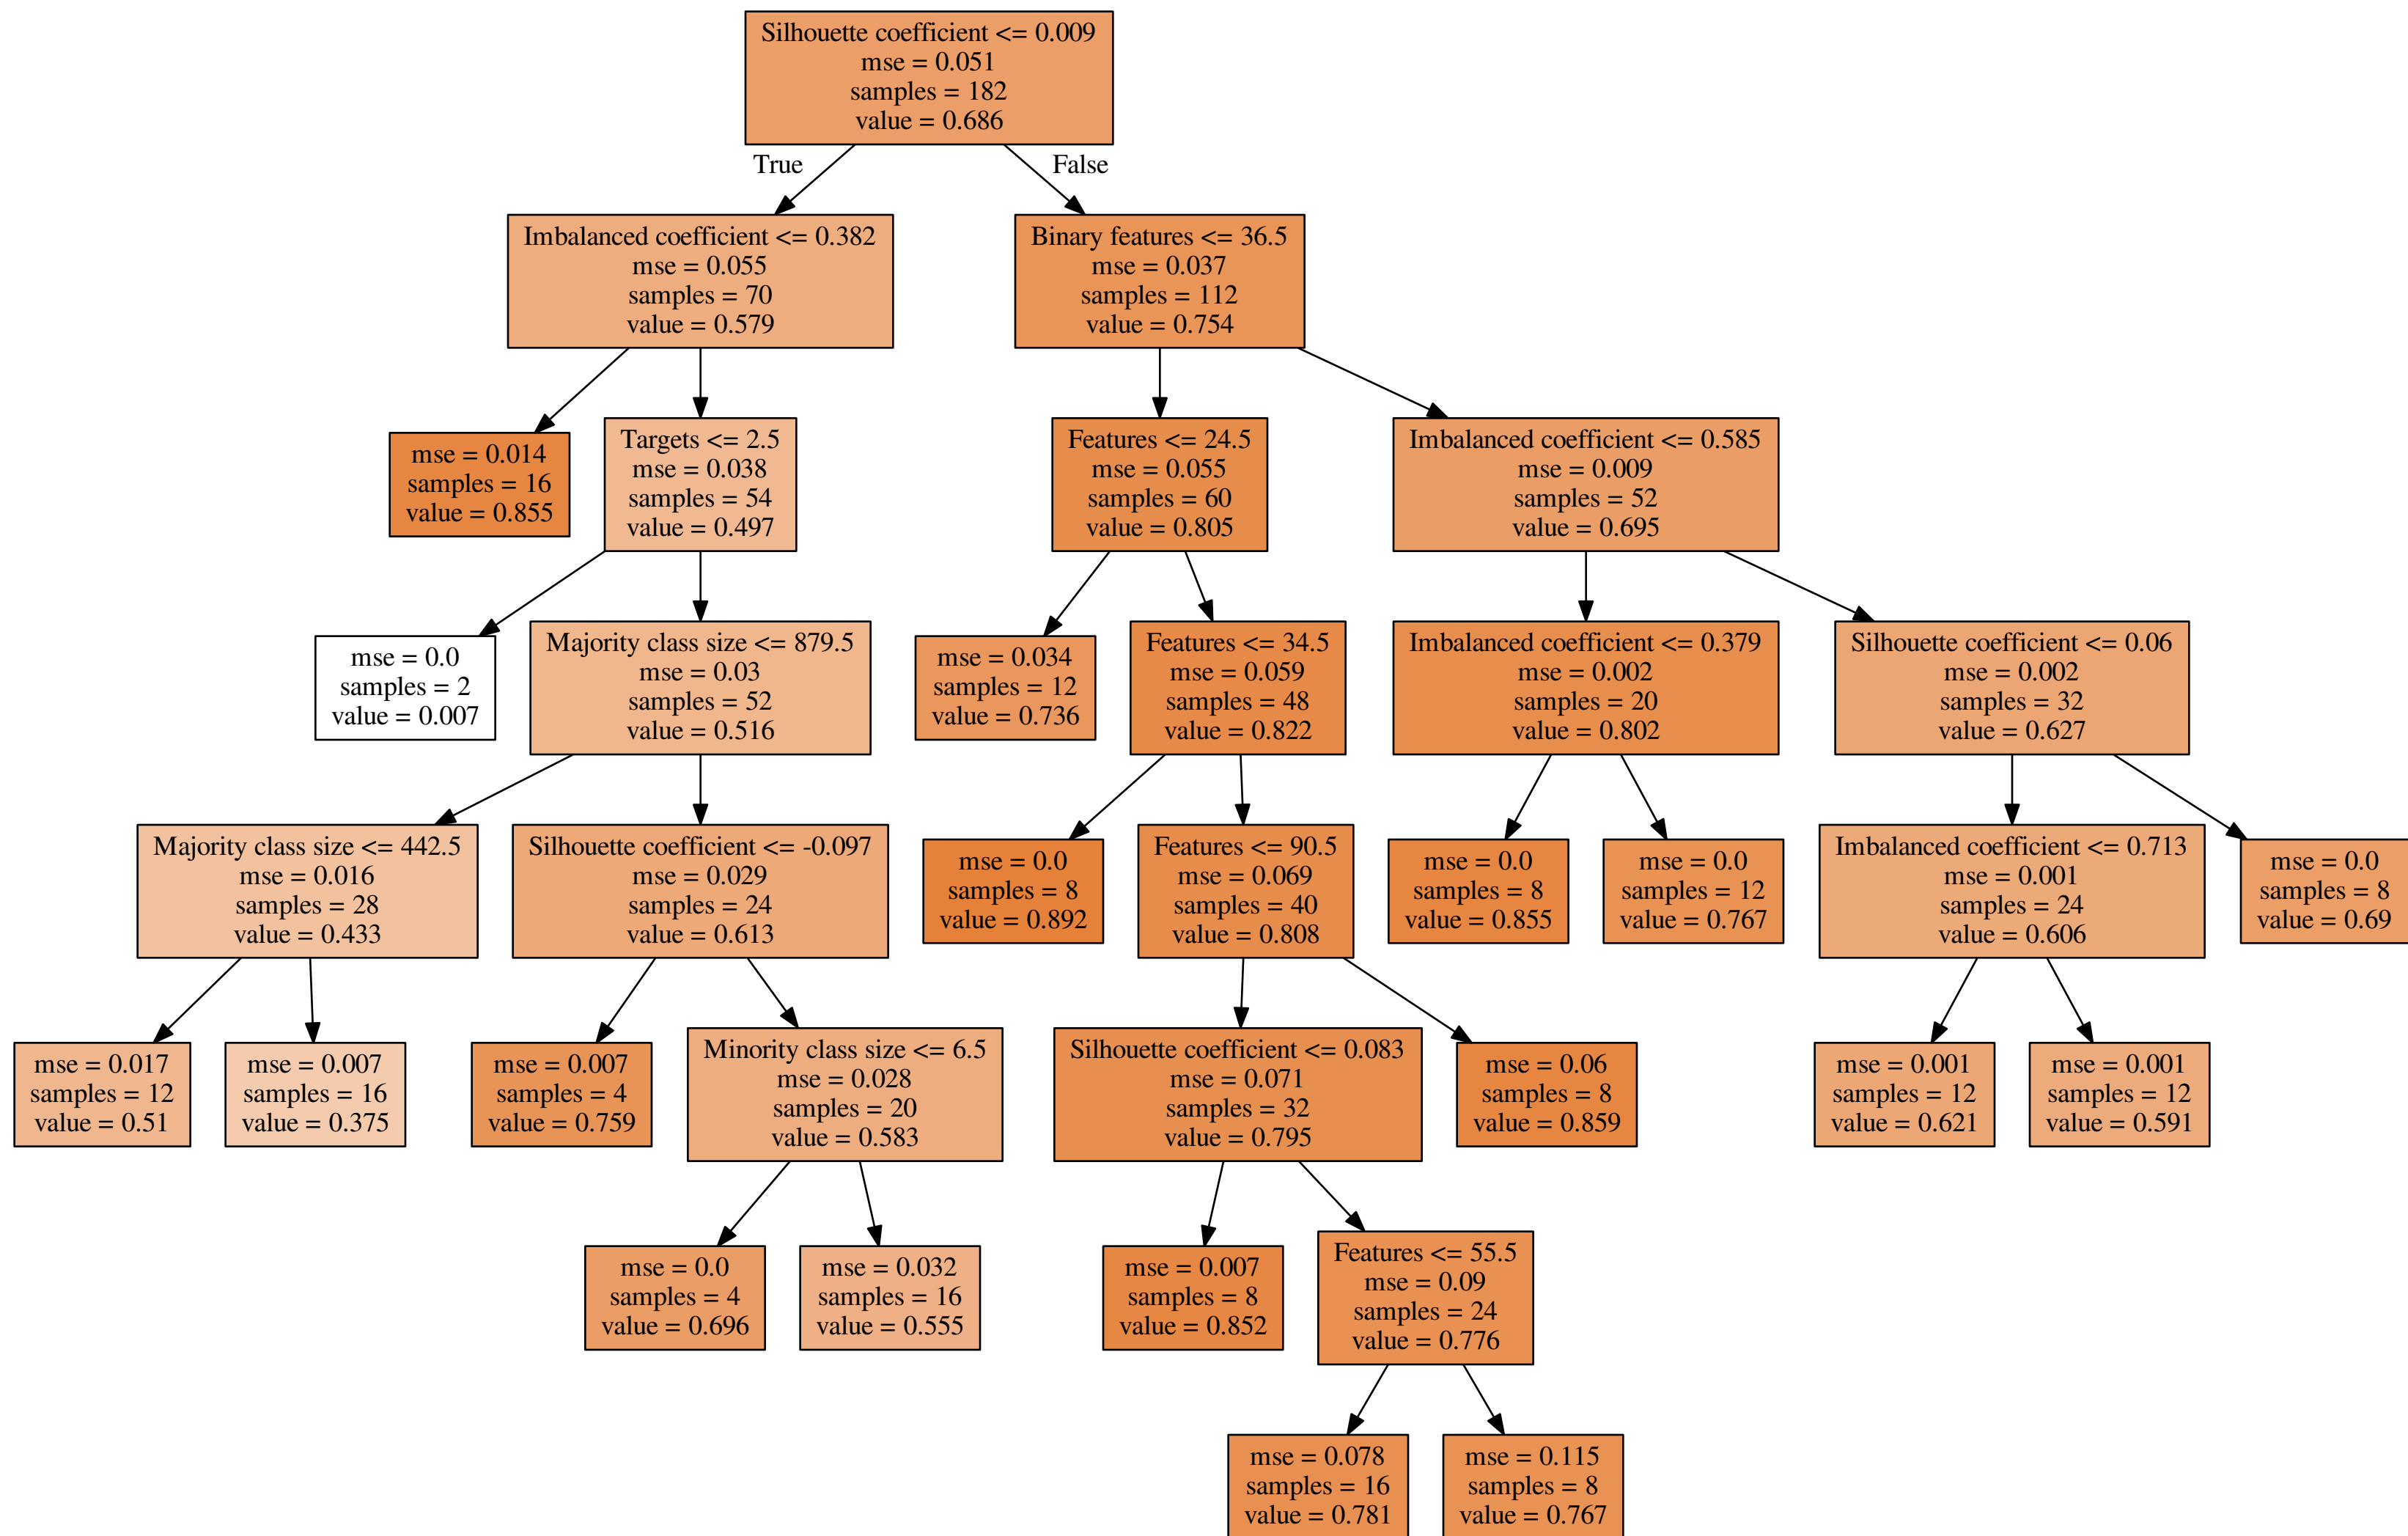 Silhouette coefficient <= 0.009
mse = 0.051
samples = 182
value = 0.686
True
False
Imbalanced coefficient <= 0.382
mse = 0.055
samples = 70
value = 0.579
Binary features <= 36.5
mse = 0.037
samples = 112
value = 0.754
mse = 0.014
samples = 16
value = 0.855
Targets <= 2.5
mse = 0.038
samples = 54
value = 0.497
Features <= 24.5
mse = 0.055
samples = 60
value = 0.805
Imbalanced coefficient <= 0.585
mse = 0.009
samples = 52
value = 0.695
mse = 0.0
samples = 2
value = 0.007
Majority class size <= 879.5
mse = 0.03
samples = 52
value = 0.516
mse = 0.034
samples = 12
value = 0.736
Features <= 34.5
mse = 0.059
samples = 48
value = 0.822
Imbalanced coefficient <= 0.379
mse = 0.002
samples = 20
value = 0.802
Silhouette coefficient <= 0.06
mse = 0.002
samples = 32
value = 0.627
Majority class size <= 442.5
mse = 0.016
samples = 28
value = 0.433
Silhouette coefficient <= -0.097
mse = 0.029
samples = 24
value = 0.613
mse = 0.0
samples = 8
value = 0.892
Features <= 90.5
mse = 0.069
samples = 40
value = 0.808
mse = 0.0
samples = 8
value = 0.855
mse = 0.0
samples = 12
value = 0.767
Imbalanced coefficient <= 0.713
mse = 0.001
samples = 24
value = 0.606
mse = 0.0
samples = 8
value = 0.69
mse = 0.017
samples = 12
value = 0.51
mse = 0.007
samples = 16
value = 0.375
mse = 0.007
samples = 4
value = 0.759
Minority class size <= 6.5
mse = 0.028
samples = 20
value = 0.583
Silhouette coefficient <= 0.083
mse = 0.071
samples = 32
value = 0.795
mse = 0.06
samples = 8
value = 0.859
mse = 0.001
samples = 12
value = 0.621
mse = 0.001
samples = 12
value = 0.591
mse = 0.0
samples = 4
value = 0.696
mse = 0.032
samples = 16
value = 0.555
mse = 0.007
samples = 8
value = 0.852
Features <= 55.5
mse = 0.09
samples = 24
value = 0.776
mse = 0.078
samples = 16
value = 0.781
mse = 0.115
samples = 8
value = 0.767